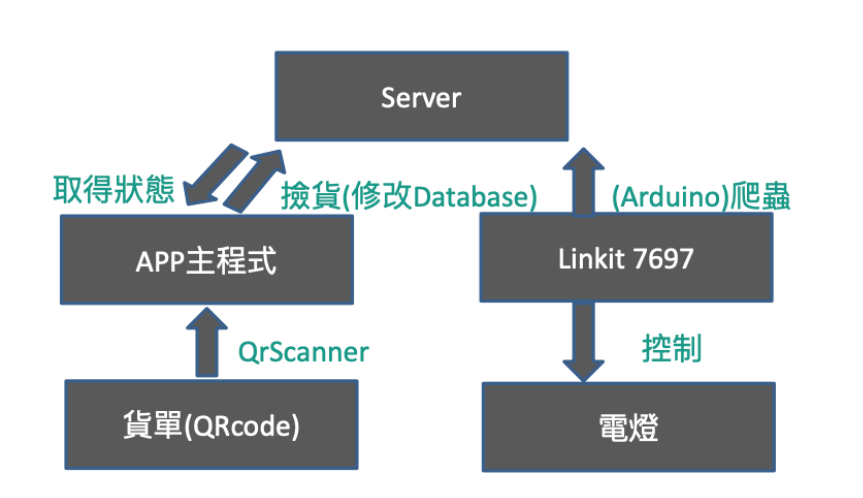 Server
取得狀態
撿貨(修改Database)
(Arduino)爬蟲
APP主程式
Linkit 7697
QrScanner
控制
貨單(QRcode)
電燈